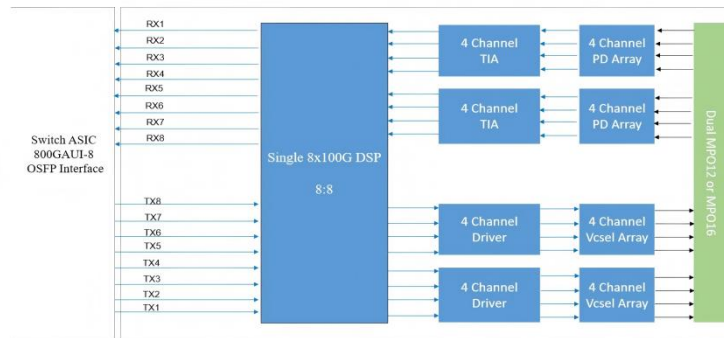 RX1
RX2
RX3
RX4
RX5
RX6
RX7
RX8
Switch ASIC
800GAUI-8
OSFP Interface
TX8
TX7
TX6
TX5
TX4
TX3
TX2
TX1
Single 8x100G DSP
8:8
4 Channel
TIA
4 Channel
PD Array
4 Channel
TIA
4 Channel
PD Array
4 Channel
Driver
4 Channel
Vcsel Array
4 Channel
Driver
4 Channel
Vcsel Array
Dual MPO12 or MPO16